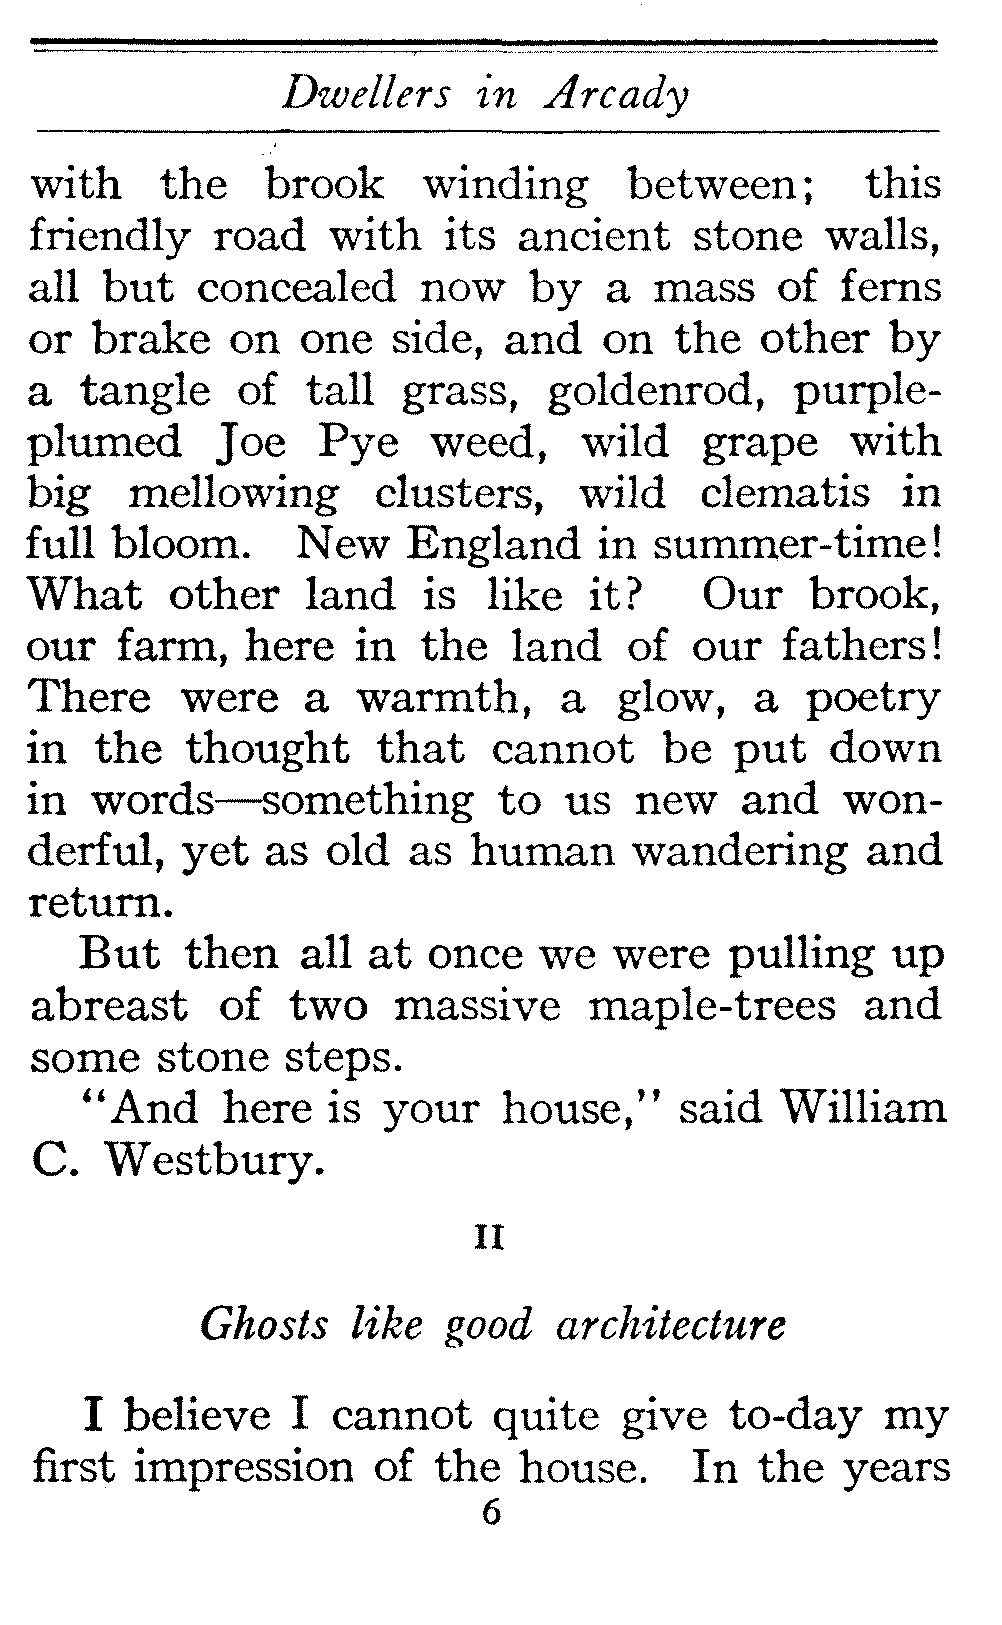 Dwellers in Arcady
with the brook winding between; this
friendly road with its ancient stone walls,
all but concealed now by a mass of ferns
or brake on one side, and on the other by
a tangle of tall grass, goldenrod, purple-
plumed Joe Pye weed, wild grape with
big mellowing clusters, wild clematis in
full bloom. New England in summer-time!
What other land is like it? Our brook,
our farm, here in the land of our fathers!
There were a warmth, a glow, a poetry
in the thought that cannot be put down
in words—something to us new and won-
derful, yet as old as human wandering and
return.
But then all at once we were pulling up
abreast of two massive maple-trees and
some stone steps.
"And here is your house," said William
C. Westbury.
II
Ghosts like good architecture
I believe I cannot quite give to-day my
first impression of the house. In the years
6